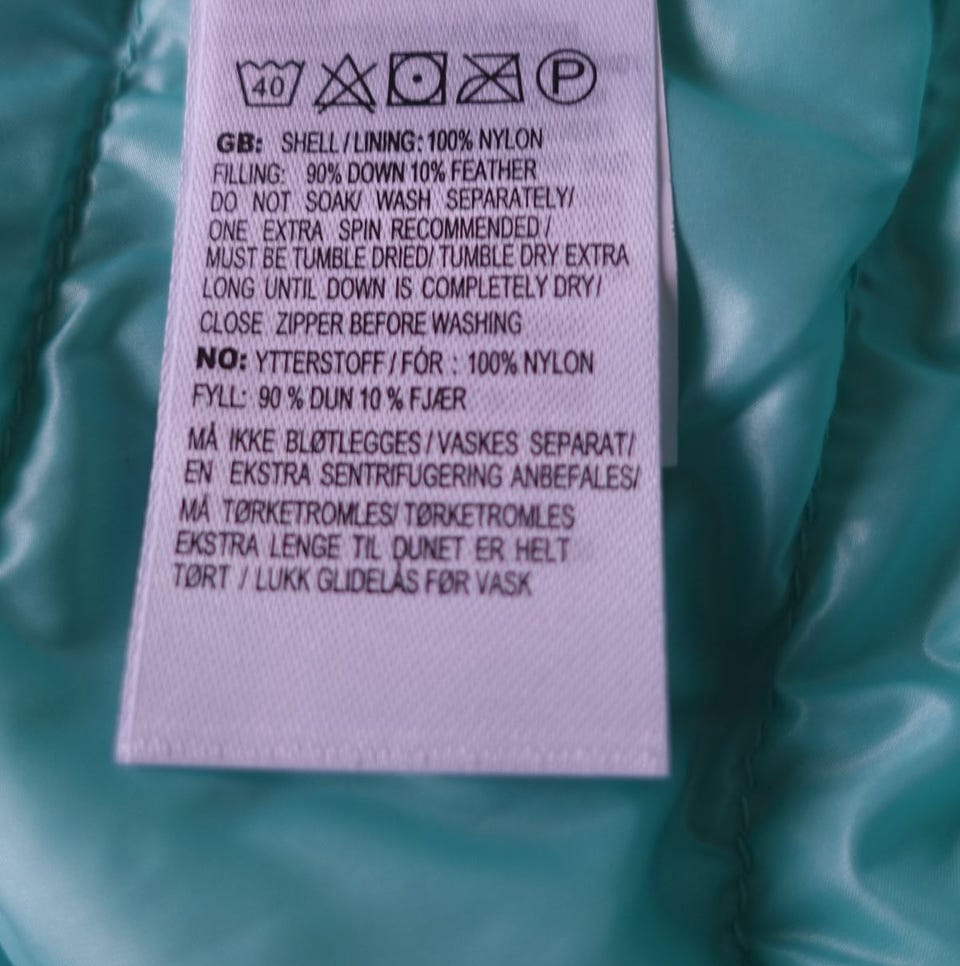 40 P
GB: SHELL/LINING: 100% NYLON
FILLING: 90% DOWN 10% FEATHER
DO NOT SOAK/ WASH SEPARATELY/
ONE EXTRA SPIN RECOMMENDED/
MUST BE TUMBLE DRIED/ TUMBLE DRY EXTRA
LONG UNTIL DOWN IS COMPLETELY DRY/
CLOSE ZIPPER BEFORE WASHING
NO: YTTERSTOFF/FÓR : 100% NYLON
FYLL: 90 % DUN 10 % FJÆR
MÅ IKKE BLØTLEGGES/VASKES SEPARAT/
EN EKSTRA SENTRIFUGERING ANBEFALES/
MÅ TØRKETROMLES/ TØRKETROMLES
EKSTRA LENGE TIL DUNET ER HELT
TØRT / LUKK GLIDELÅS FØR VASK